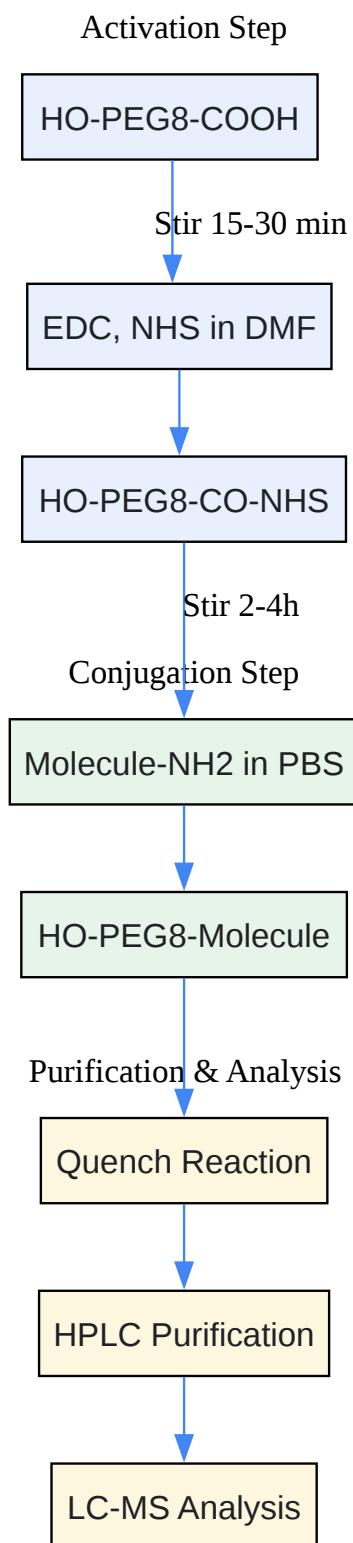 Activation Step
HO-PEG8-COOH
Stir 15-30 min
EDC, NHS in DMF
HO-PEG8-CO-NHS
Stir 2-4h
Conjugation Step
Molecule-NH2 in PBS
HO-PEG8-Molecule
Purification & Analysis
Quench Reaction
HPLC Purification
LC-MS Analysis